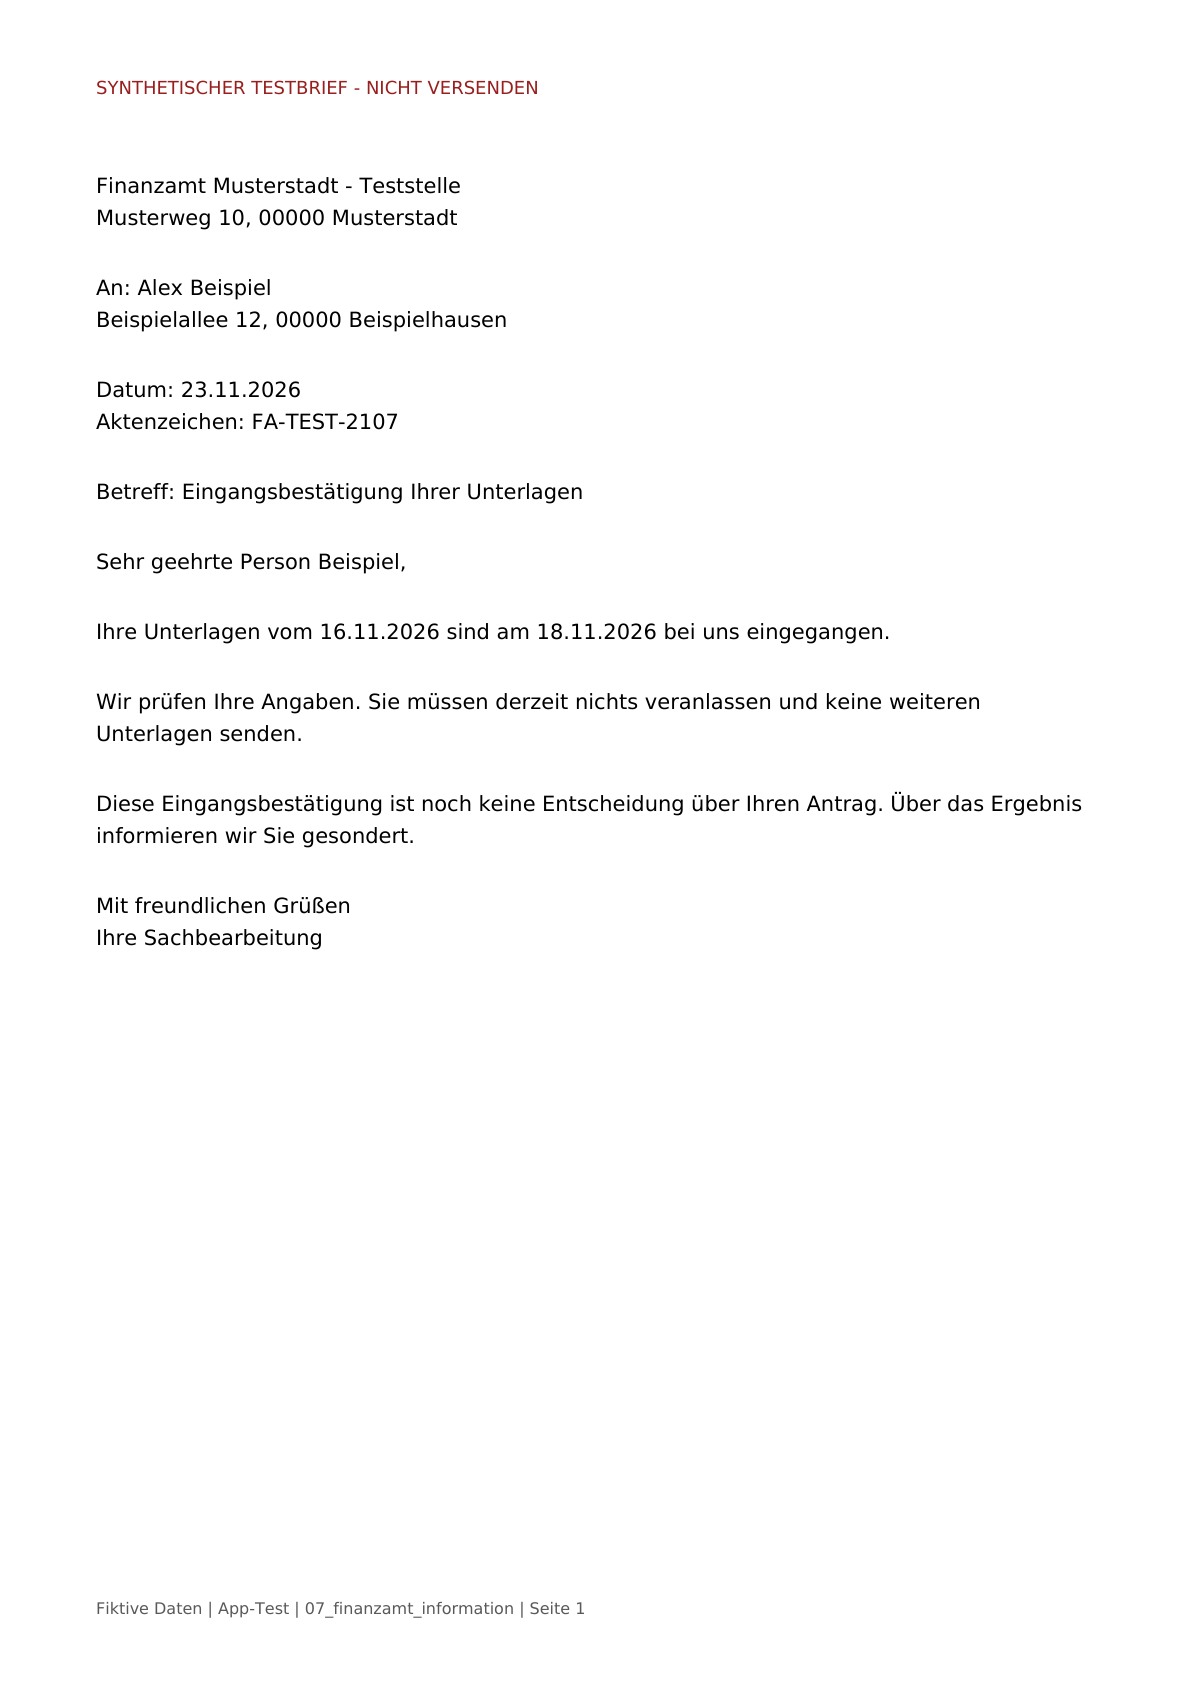 SYNTHETISCHER TESTBRIEF - NICHT VERSENDEN
Finanzamt Musterstadt - Teststelle
Musterweg 10, 00000 Musterstadt
An: Alex Beispiel
Beispielallee 12, 00000 Beispielhausen
Datum: 23.11.2026
Aktenzeichen: FA-TEST-2107
Betreff: Eingangsbestätigung Ihrer Unterlagen
Sehr geehrte Person Beispiel,
Ihre Unterlagen vom 16.11.2026 sind am 18.11.2026 bei uns eingegangen.
Wir prüfen Ihre Angaben. Sie müssen derzeit nichts veranlassen und keine weiteren
Unterlagen senden.
Diese Eingangsbestätigung ist noch keine Entscheidung über Ihren Antrag. Über das Ergebnis
informieren wir Sie gesondert.
Mit freundlichen Grüßen
Ihre Sachbearbeitung
Fiktive Daten | App-Test | 07_finanzamt_information | Seite 1